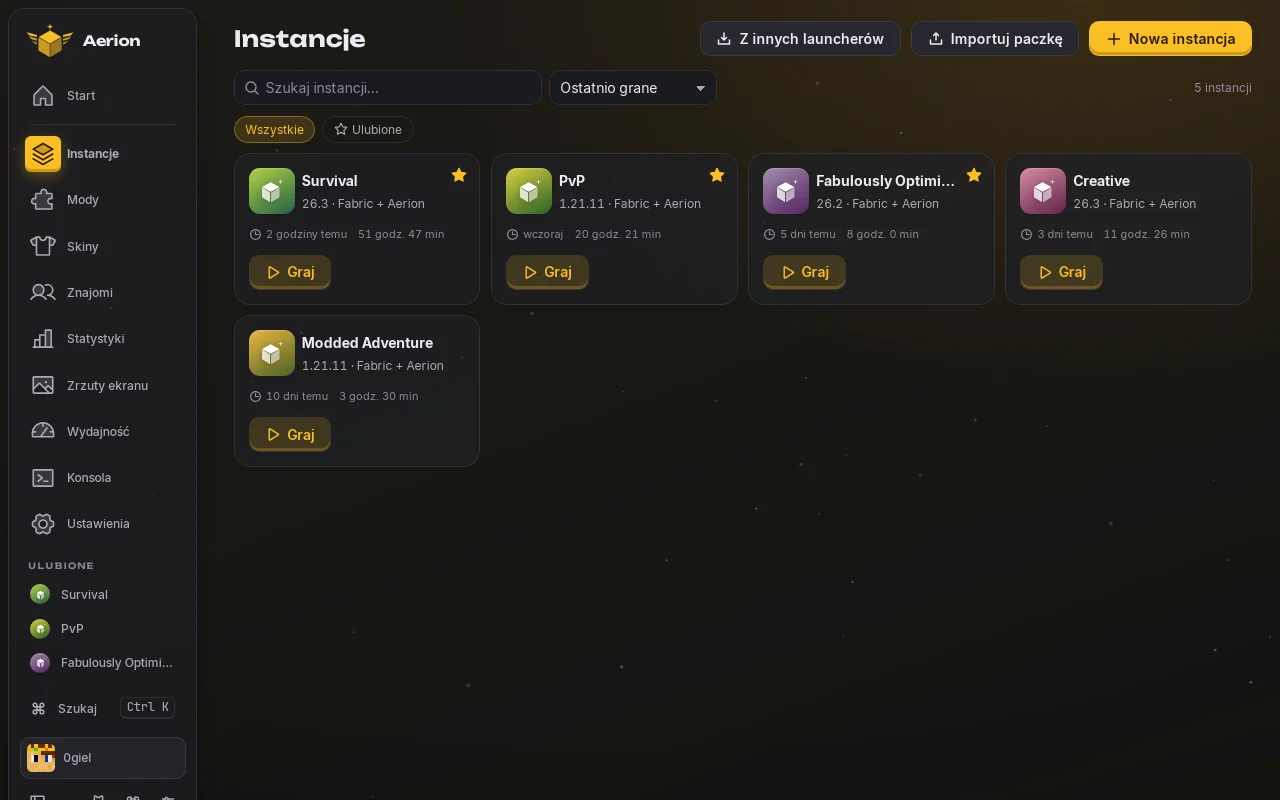 Aerion
Start
Instancje
Mody
Skiny
Znajomi
Statystyki
Zrzuty ekranu
Wydajność
Konsola
Ustawienia
ULUBIONE
Survival
PvP
Fabulously Optimi...
Szukaj Ctrl K
0giel
Instancje
Z innych launcherów
Importuj paczkę
Nowa instancja
Szukaj instancji...
Ostatnio grane
5 instancji
Wszystkie
Ulubione
Survival
26.3 · Fabric + Aerion
2 godziny temu 51 godz. 47 min
Graj
PvP
1.21.11 · Fabric + Aerion
wczoraj 20 godz. 21 min
Graj
Fabulously Optimi...
26.2 · Fabric + Aerion
5 dni temu 8 godz. 0 min
Graj
Creative
26.3 · Fabric + Aerion
3 dni temu 11 godz. 26 min
Graj
Modded Adventure
1.21.11 · Fabric + Aerion
10 dni temu 3 godz. 30 min
Graj